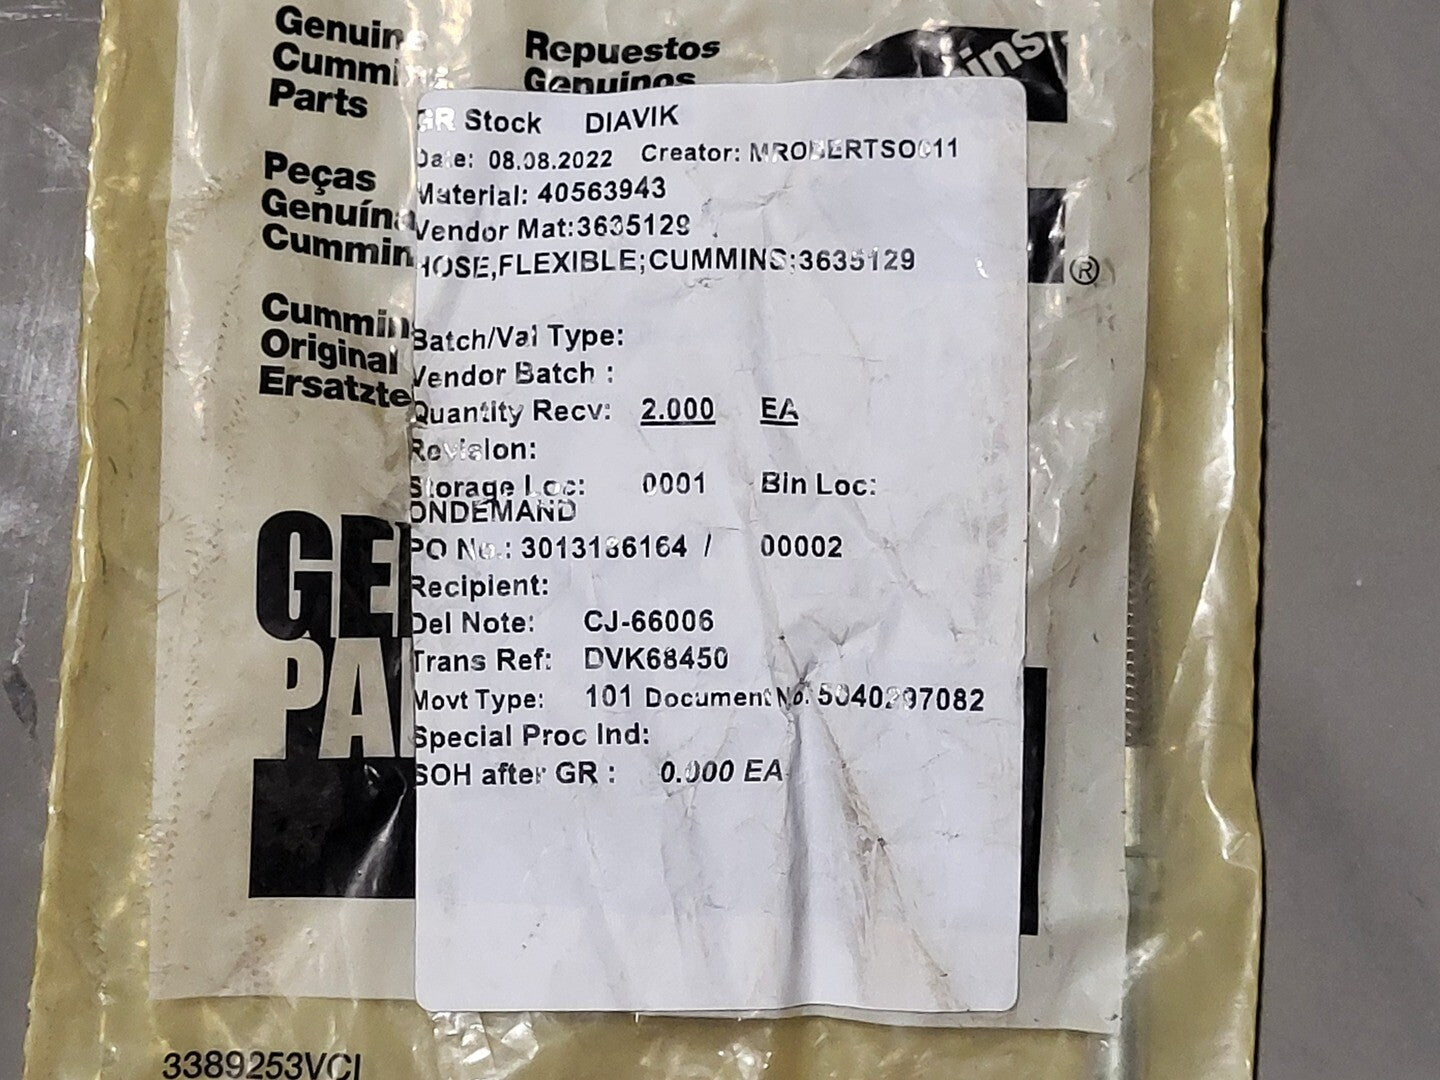 Genuine
Cummins
Parts
Repuestos
Genuinos
ins
Peças
Genuína
Cummin
®
Cummin
Original
Ersatzte
GR Stock DIAVIK
Date: 08.08.2022 Creator: MROBERTSO011
Material: 40563943
Vendor Mat:3635129
HOSE,FLEXIBLE;CUMMINS;3635129
Batch/Val Type:
Vendor Batch :
Quantity Recv: 2.000 EA
Revision:
Storage Loc: 0001 Bin Loc:
ONDEMAND
PO No.: 3013186164 / 00002
Recipient:
Del Note: CJ-66006
Trans Ref: DVK68450
Movt Type: 101 Document No. 5040297082
Special Proc Ind:
SOH after GR : 0.000 EA
GE
PA
3389253VCI